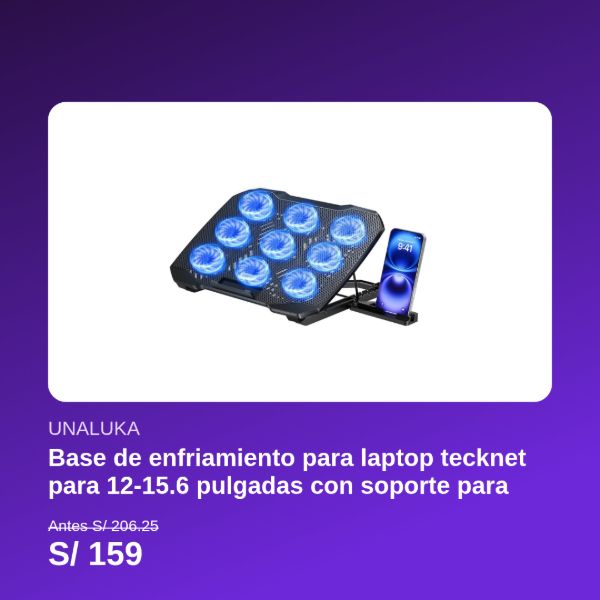 9:41
UNALUKA
Base de enfriamiento para laptop tecknet
para 12-15.6 pulgadas con soporte para
Antes S/ 206.25
S/ 159